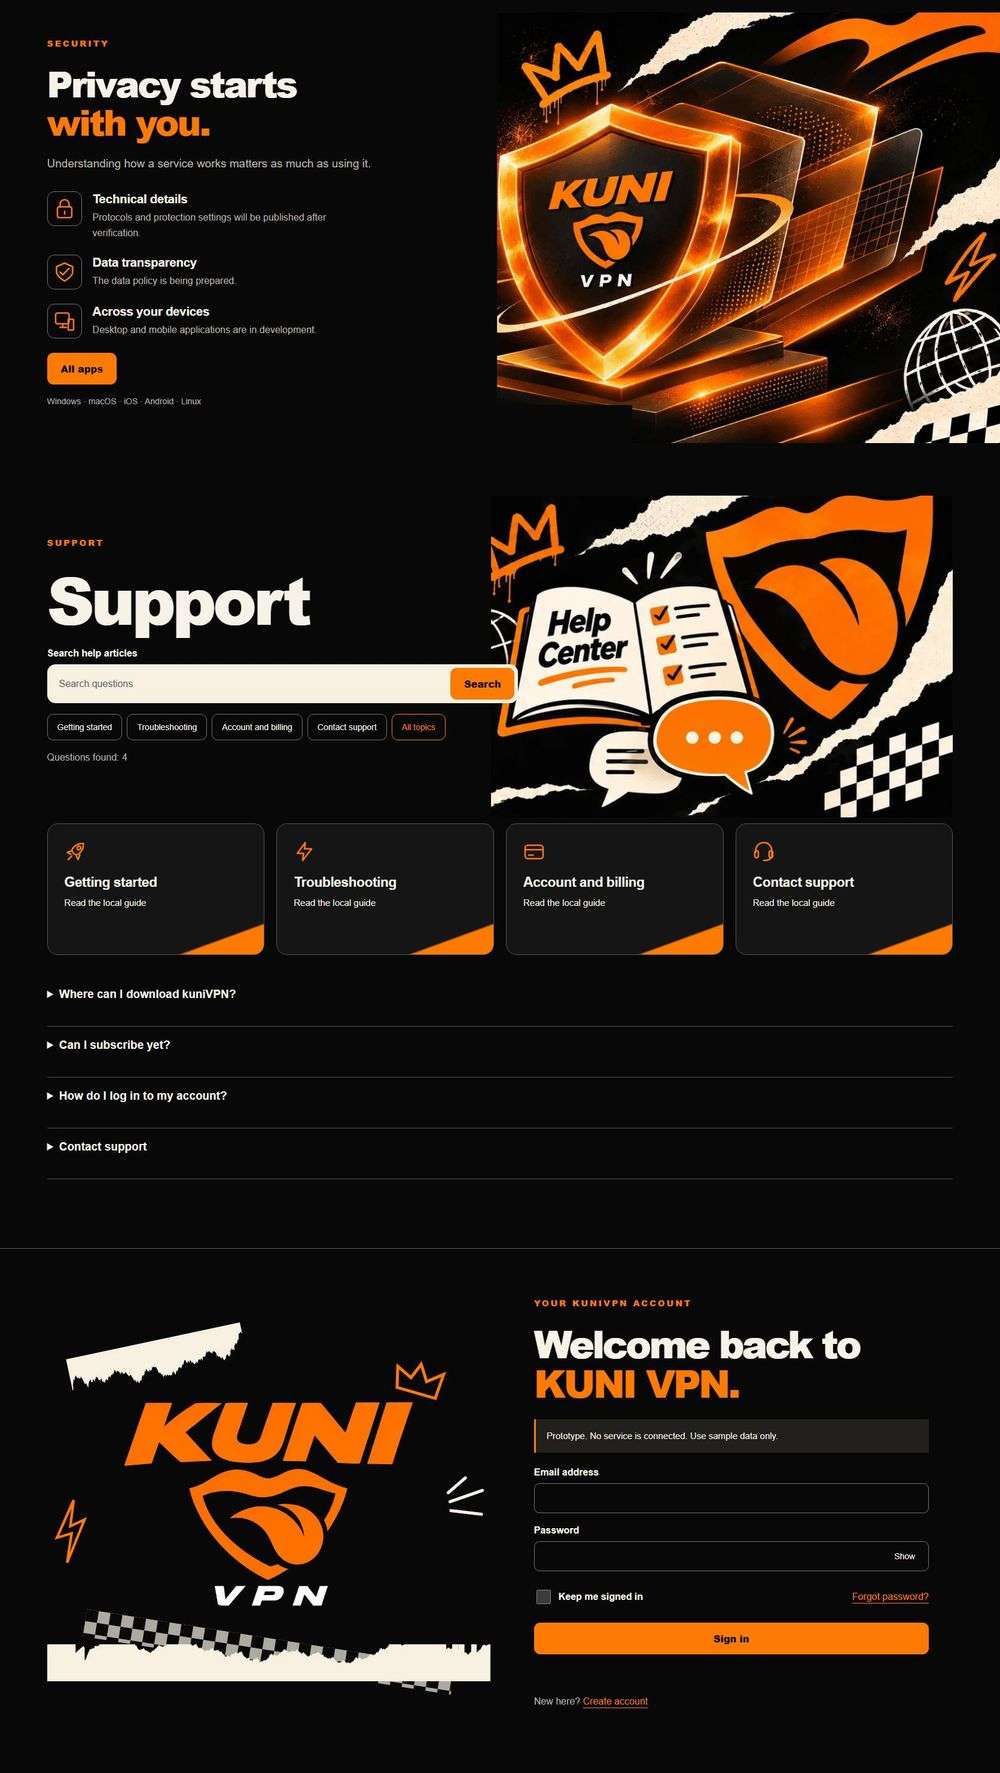 SECURITY
Privacy starts
with you.
Understanding how a service works matters as much as using it.
Technical details
Protocols and protection settings will be published after
verification.
Data transparency
The data policy is being prepared.
Across your devices
Desktop and mobile applications are in development.
All apps
Windows · macOS · iOS · Android · Linux
KUNI
VPN
SUPPORT
Support
Search help articles
Search questions
Search
Getting started
Troubleshooting
Account and billing
Contact support
All topics
Questions found: 4
Help
Center
Getting started
Read the local guide
Troubleshooting
Read the local guide
Account and billing
Read the local guide
Contact support
Read the local guide
Where can I download kuniVPN?
Can I subscribe yet?
How do I log in to my account?
Contact support
KUNI
VPN
YOUR KUNIVPN ACCOUNT
Welcome back to
KUNI VPN.
Prototype. No service is connected. Use sample data only.
Email address
Password
Show
Keep me signed in
Forgot password?
Sign in
New here? Create account